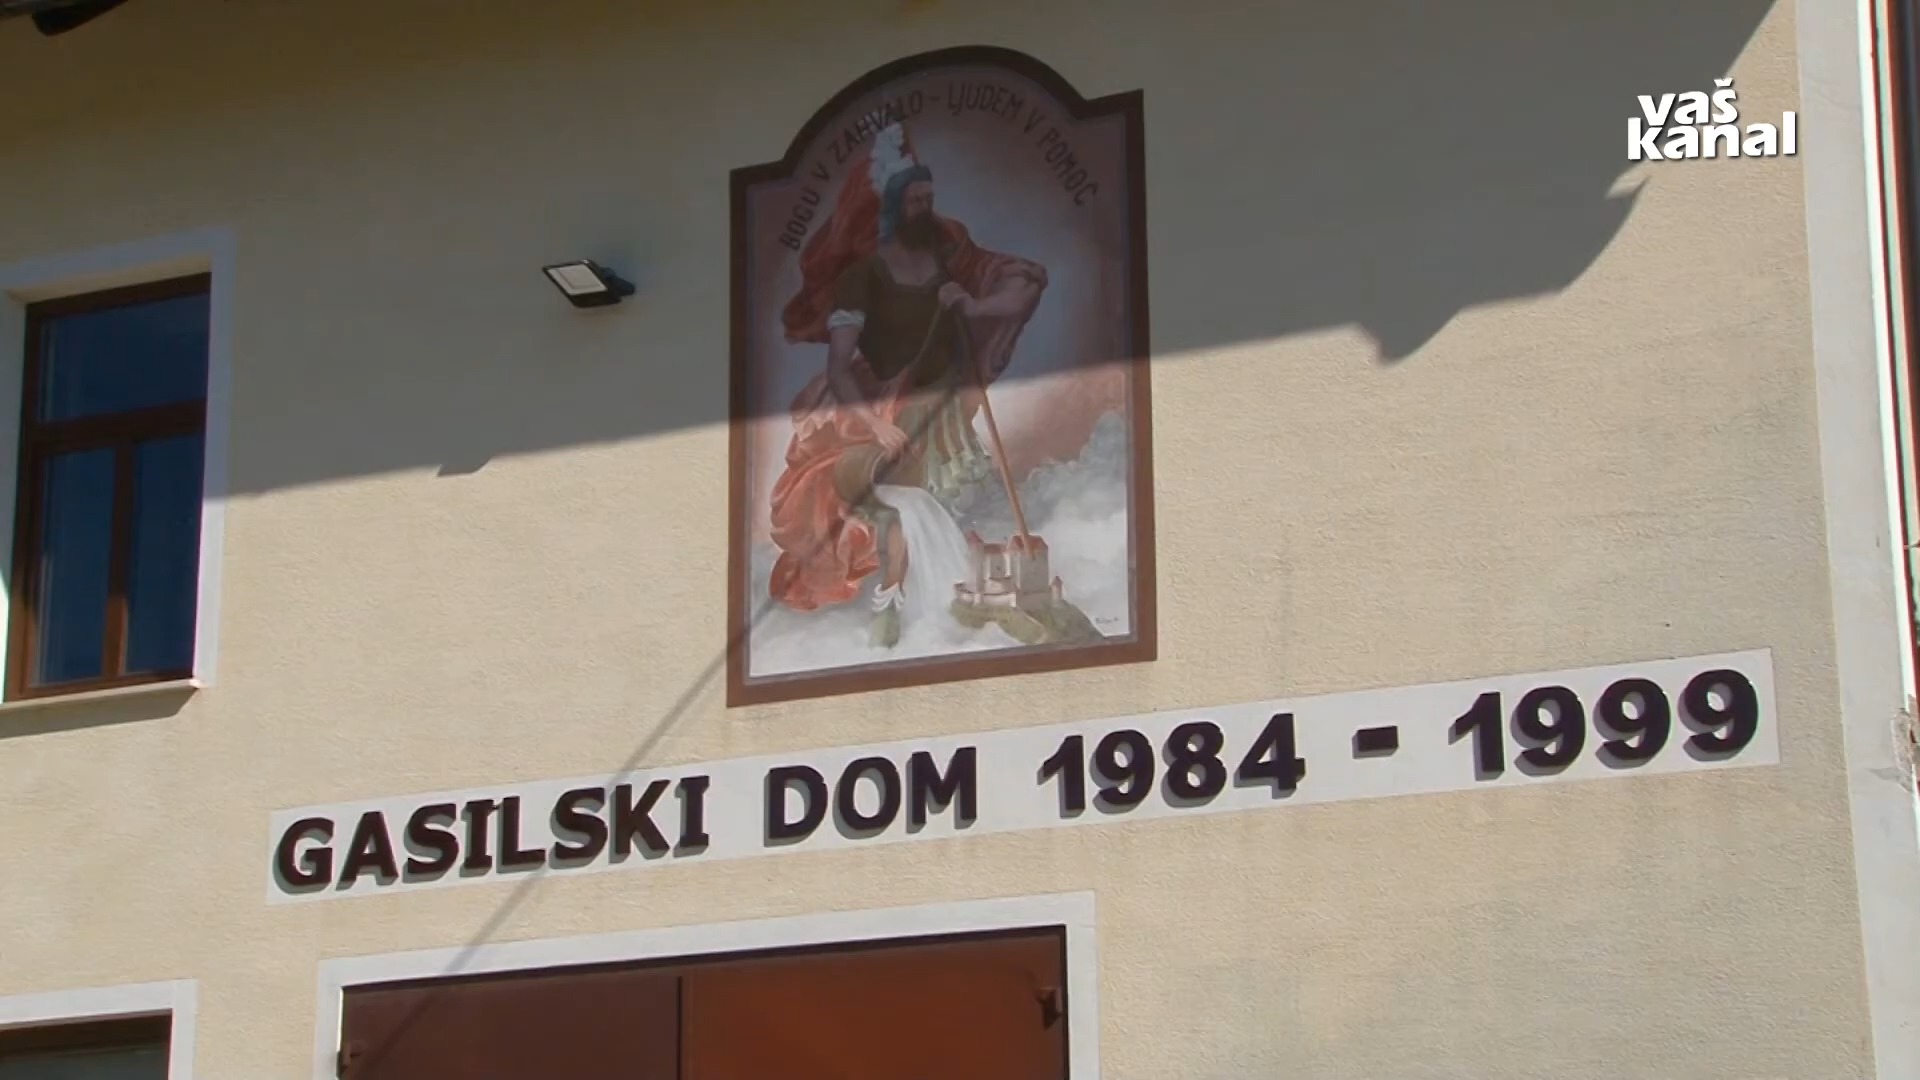 BOGU V ZAHVALO - LJUDEM V POMOČ
vaš
kanal
GASILSKI DOM 1984 - 1999